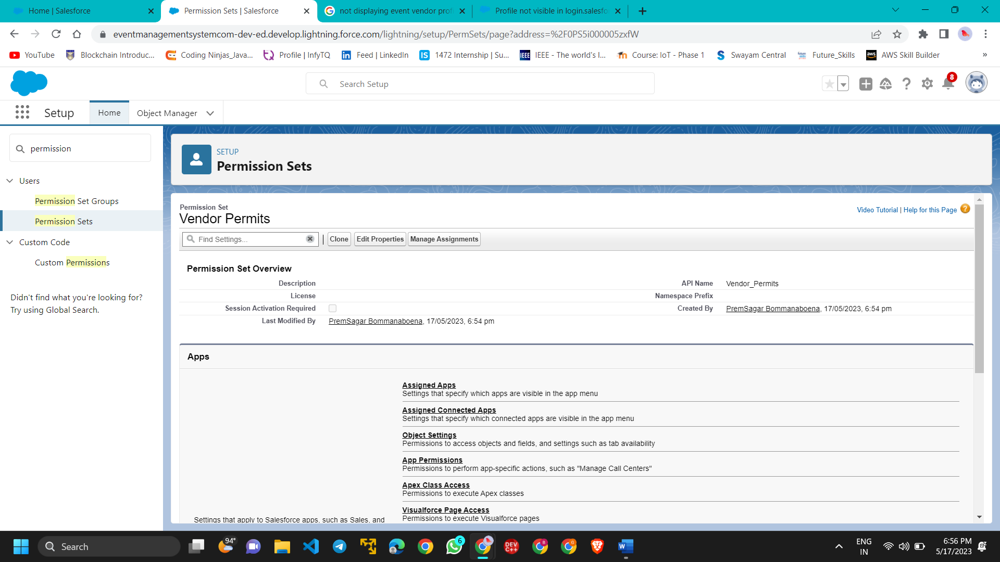 Home | Salesforce
Permission Sets | Salesforce
not displaying event vendor prof
Profile not visible in login.salesfo
eventmanagementsystemcom-dev-ed.develop.lightning.force.com/lightning/setup/PermSets/page?address=%2F0PS5i000005zxfW
YouTube
Blockchain Introduc...
Coding Ninjas_Java...
Profile | InfyTQ
Feed | LinkedIn
1472 Internship | Su...
IEEE - The world's l...
Course: IoT - Phase 1
Swayam Central
Future_Skills
AWS Skill Builder
»
Search Setup
8
Setup
Home
Object Manager
permission
Users
Permission Set Groups
Permission Sets
Custom Code
Custom Permissions
Didn't find what you're looking for?
Try using Global Search.
SETUP
Permission Sets
Permission Set
Vendor Permits
Video Tutorial | Help for this Page
Find Settings...
Clone
Edit Properties
Manage Assignments
Permission Set Overview
Description
API Name Vendor_Permits
License
Namespace Prefix
Session Activation Required
Created By PremSagar Bommanaboena, 17/05/2023, 6:54 pm
Last Modified By PremSagar Bommanaboena, 17/05/2023, 6:54 pm
Apps
Assigned Apps
Settings that specify which apps are visible in the app menu
Assigned Connected Apps
Settings that specify which connected apps are visible in the app menu
Object Settings
Permissions to access objects and fields, and settings such as tab availability
App Permissions
Permissions to perform app-specific actions, such as "Manage Call Centers"
Apex Class Access
Permissions to execute Apex classes
Visualforce Page Access
Permissions to execute Visualforce pages
Settings that apply to Salesforce apps, such as Sales, and
Search
94°
6
DEV C++
B
G
ENG
IN
6:56 PM
5/17/2023